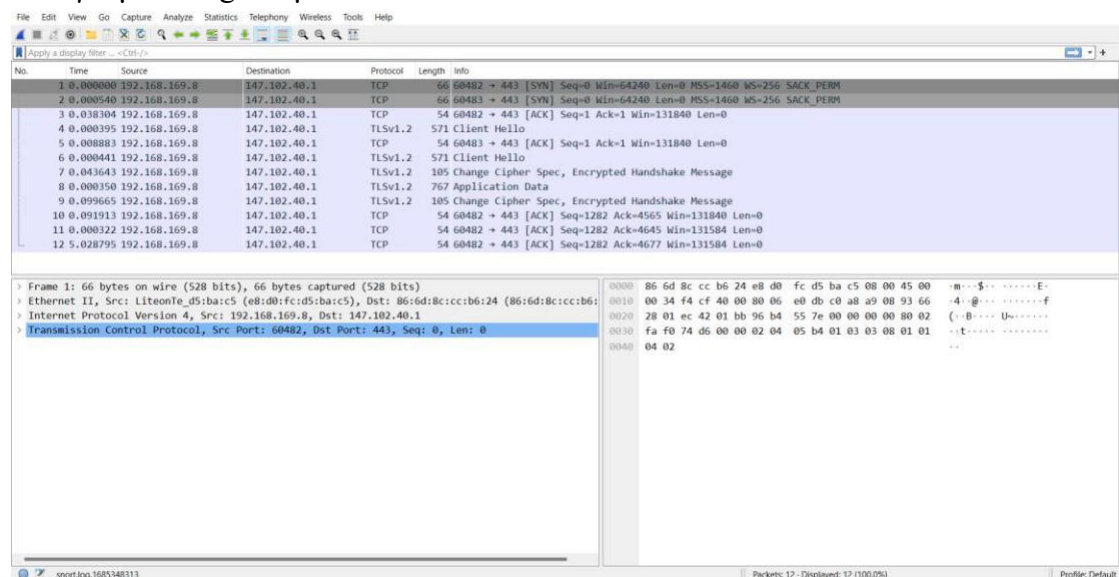 File Edit View Go Capture Analyze Statistics Telephony Wireless Tools Help
Apply a display filter ... <Ctrl-/>
No. Time Source Destination Protocol Length Info
1 0.000000 192.168.169.8 147.102.40.1 TCP 66 60482 → 443 [SYN] Seq=0 Win=64240 Len=0 MSS=1460 WS=256 SACK_PERM
2 0.000540 192.168.169.8 147.102.40.1 TCP 66 60483 → 443 [SYN] Seq=0 Win=64240 Len=0 MSS=1460 WS=256 SACK_PERM
3 0.038304 192.168.169.8 147.102.40.1 TCP 54 60482 → 443 [ACK] Seq=1 Ack=1 Win=131840 Len=0
4 0.000395 192.168.169.8 147.102.40.1 TLSv1.2 571 Client Hello
5 0.008883 192.168.169.8 147.102.40.1 TCP 54 60483 → 443 [ACK] Seq=1 Ack=1 Win=131840 Len=0
6 0.000441 192.168.169.8 147.102.40.1 TLSv1.2 571 Client Hello
7 0.043643 192.168.169.8 147.102.40.1 TLSv1.2 105 Change Cipher Spec, Encrypted Handshake Message
8 0.000350 192.168.169.8 147.102.40.1 TLSv1.2 767 Application Data
9 0.099665 192.168.169.8 147.102.40.1 TLSv1.2 105 Change Cipher Spec, Encrypted Handshake Message
10 0.091913 192.168.169.8 147.102.40.1 TCP 54 60482 → 443 [ACK] Seq=1282 Ack=4565 Win=131840 Len=0
11 0.000322 192.168.169.8 147.102.40.1 TCP 54 60482 → 443 [ACK] Seq=1282 Ack=4645 Win=131584 Len=0
12 5.028795 192.168.169.8 147.102.40.1 TCP 54 60482 → 443 [ACK] Seq=1282 Ack=4677 Win=131584 Len=0
Frame 1: 66 bytes on wire (528 bits), 66 bytes captured (528 bits)
Ethernet II, Src: LiteonTe_d5:ba:c5 (e8:d0:fc:d5:ba:c5), Dst: 86:6d:8c:cc:b6:24 (86:6d:8c:cc:b6:
Internet Protocol Version 4, Src: 192.168.169.8, Dst: 147.102.40.1
Transmission Control Protocol, Src Port: 60482, Dst Port: 443, Seq: 0, Len: 0
0000 86 6d 8c cc b6 24 e8 d0 fc d5 ba c5 08 00 45 00 ·m···$·· ······E·
0010 00 34 f4 cf 40 00 80 06 e0 db c0 a8 a9 08 93 66 ·4··@··· ·······f
0020 28 01 ec 42 01 bb 96 b4 55 7e 00 00 00 00 80 02 (··B···· U~······
0030 fa f0 74 d6 00 00 02 04 05 b4 01 03 03 08 01 01 ··t····· ········
0040 04 02 ··
snort.log.1685348313
Packets: 12 · Displayed: 12 (100.0%)
Profile: Default